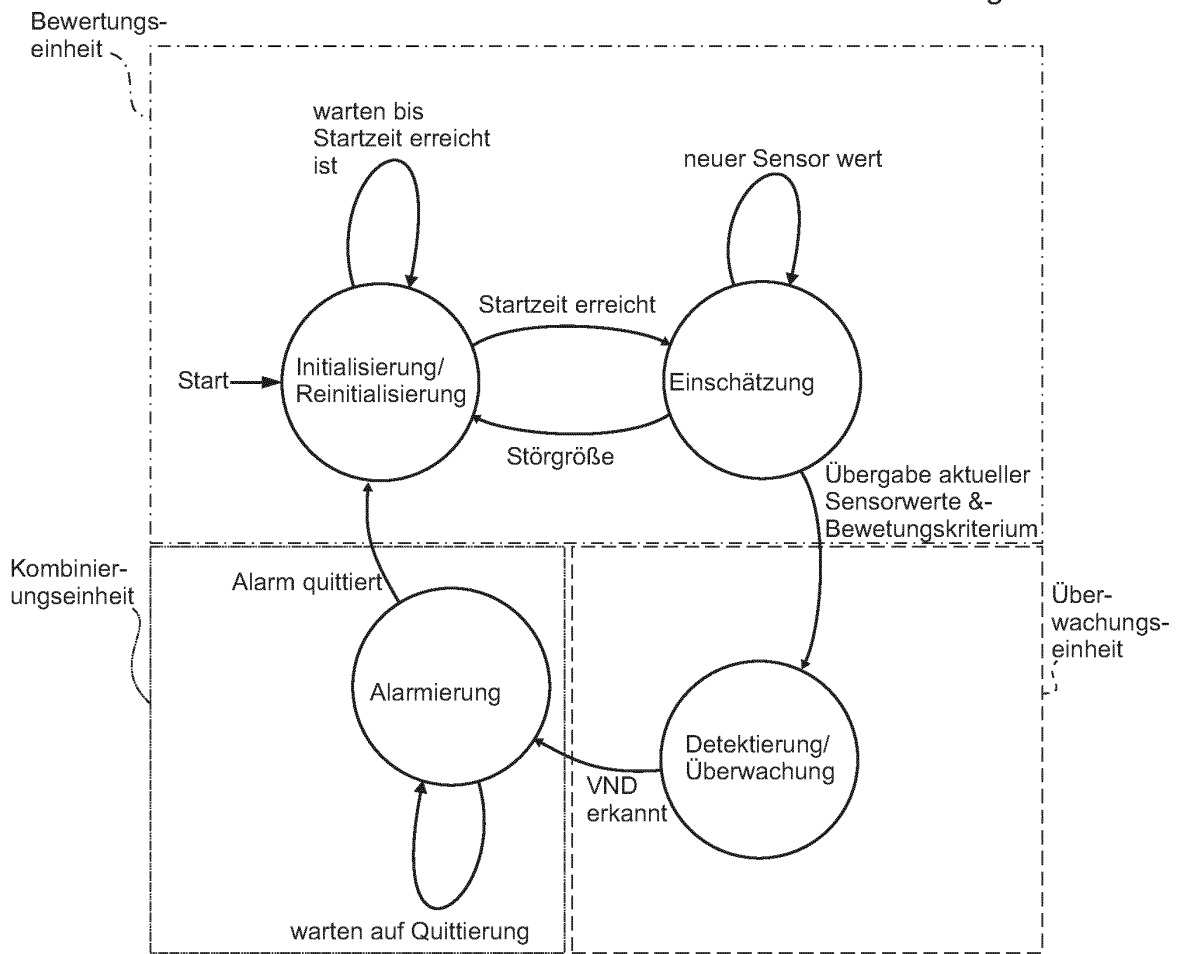 Bewertungs-
einheit
warten bis
Startzeit erreicht
ist
neuer Sensor wert
Startzeit erreicht
Start
Initialisierung/
Reinitialisierung
Einschätzung
Störgröße
Übergabe aktueller
Sensorwerte &-
Bewetungskriterium
Kombinier-
ungseinheit
Alarm quittiert
Über-
wachungs-
einheit
Alarmierung
Detektierung/
Überwachung
VND
erkannt
warten auf Quittierung